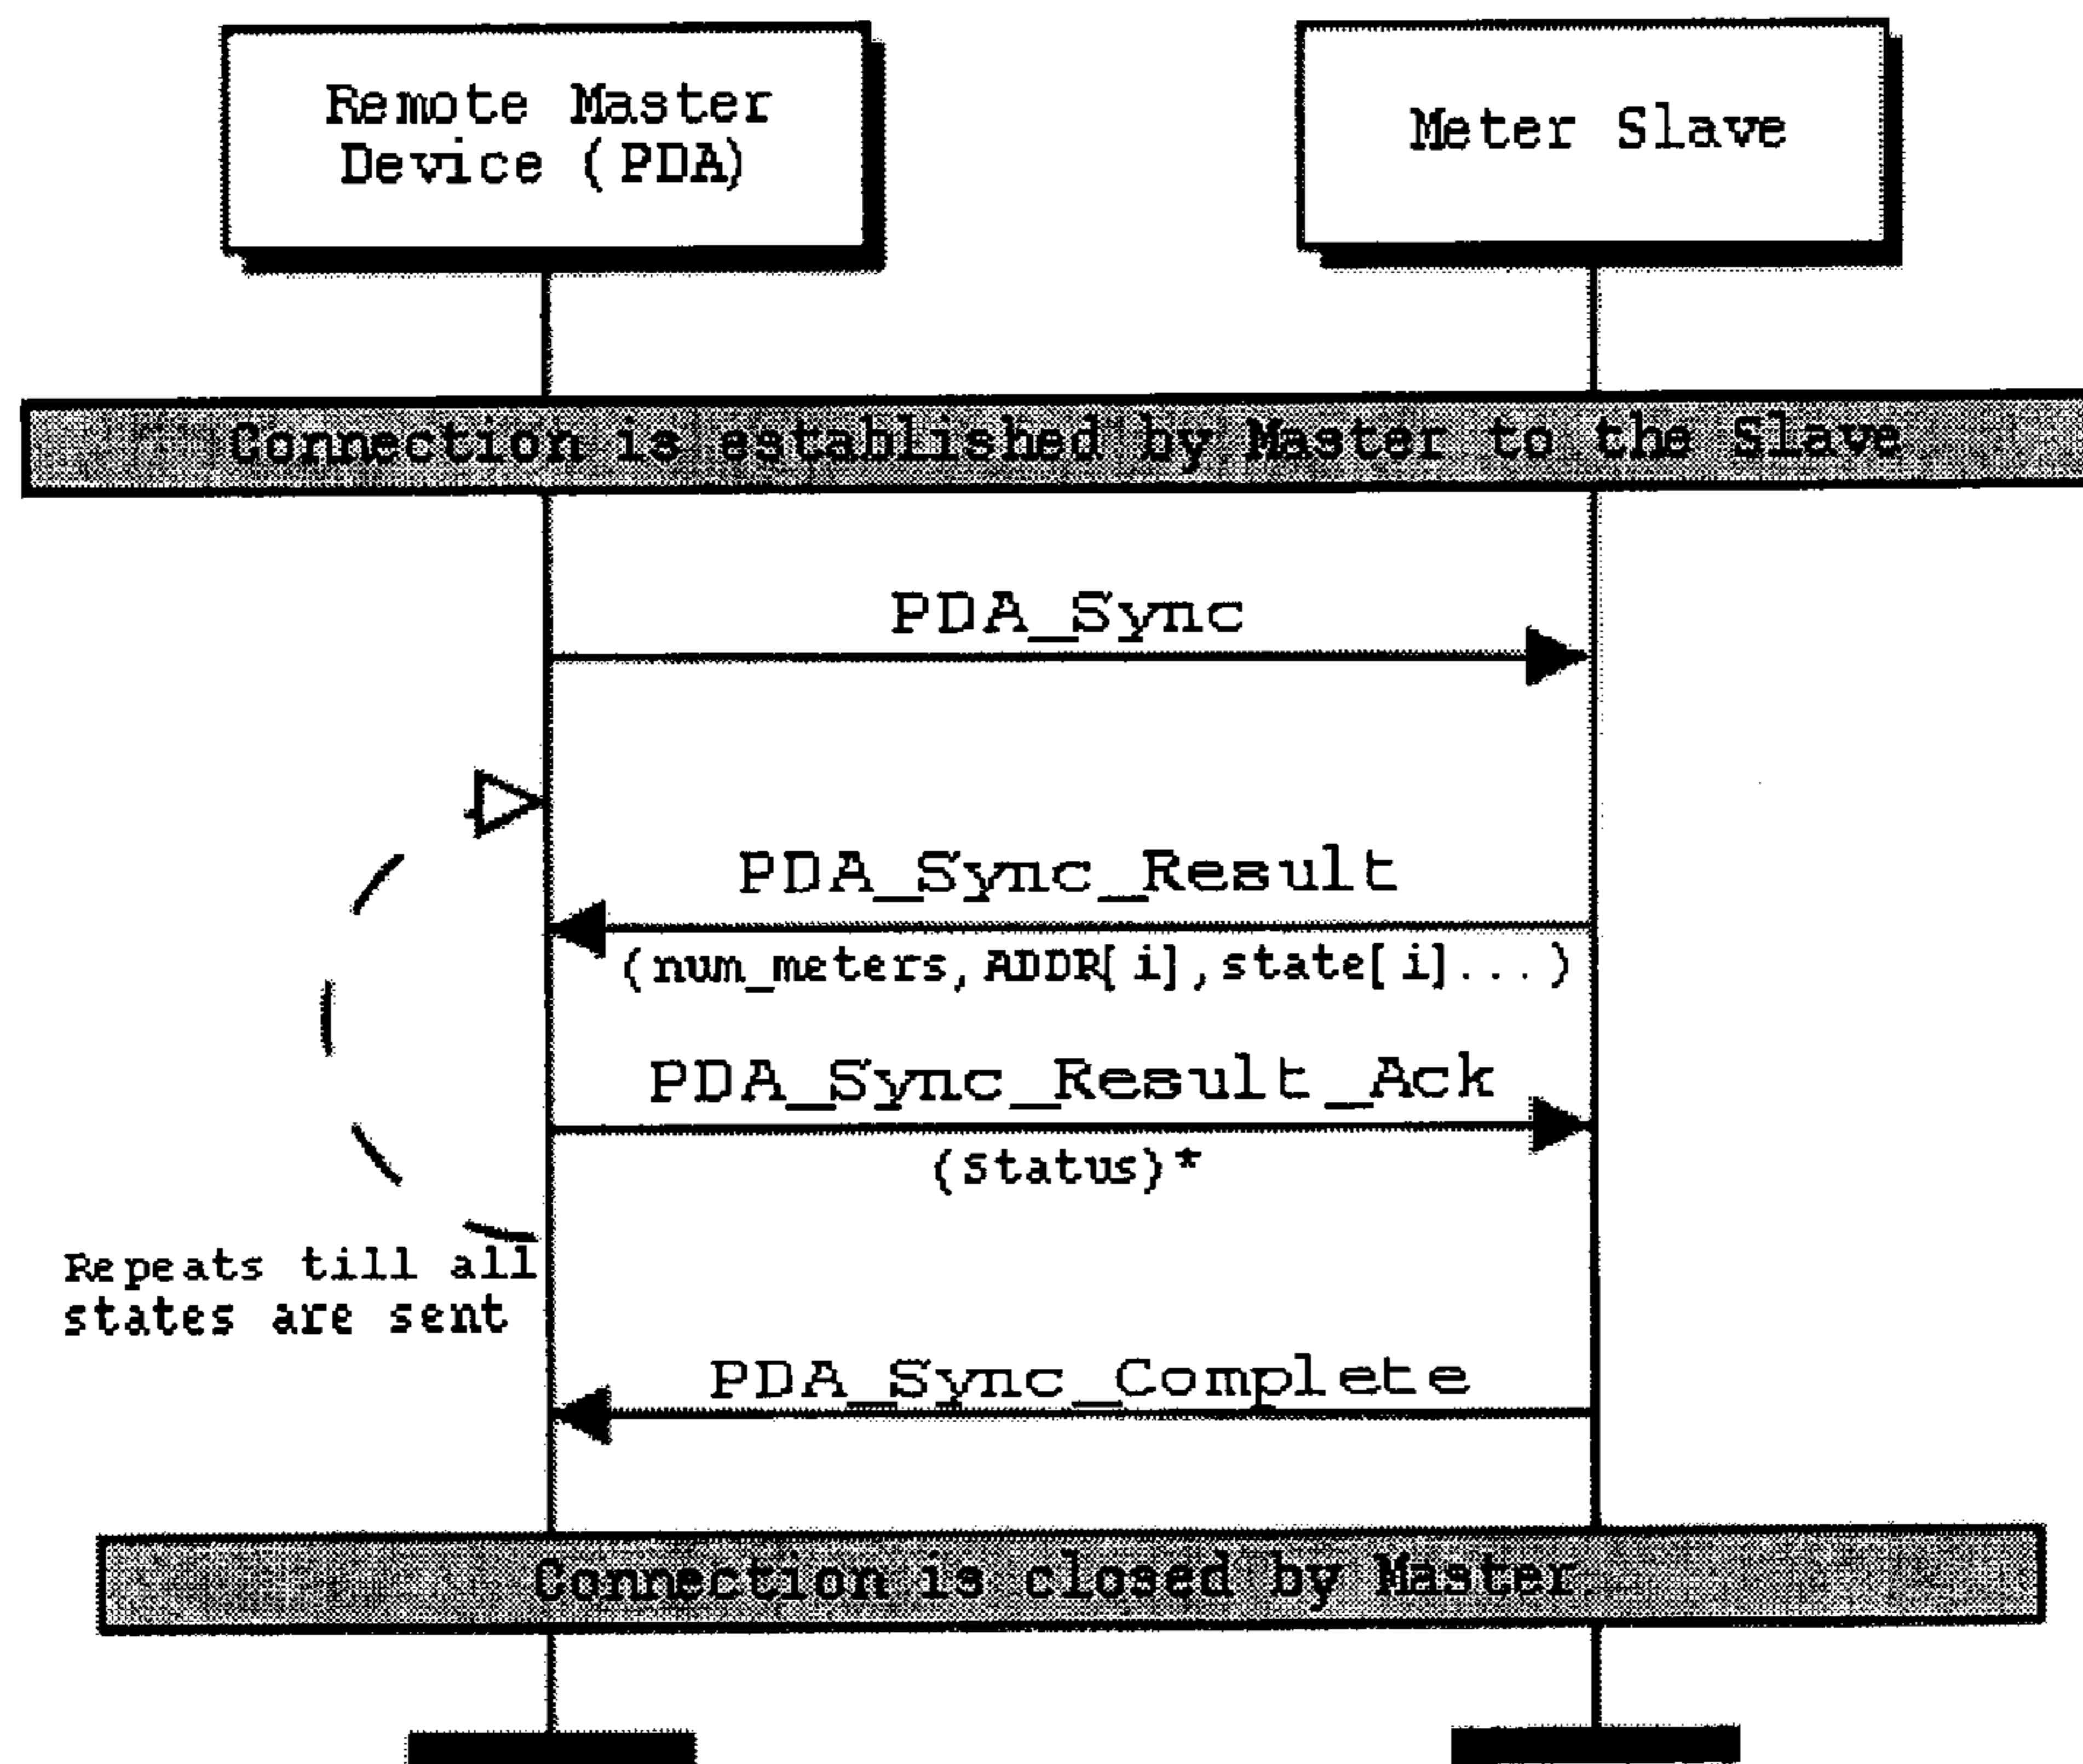 Remote Master
Device (PDA)
Meter Slave
Connection is established by Master to the Slave
PDA_Sync
PDA_Sync_Result
(num_meters,ADDR[i],state[i]...)
PDA_Sync_Result_Ack
(Status)*
Repeats till all
states are sent
PDA_Sync_Complete
Connection is closed by Master.